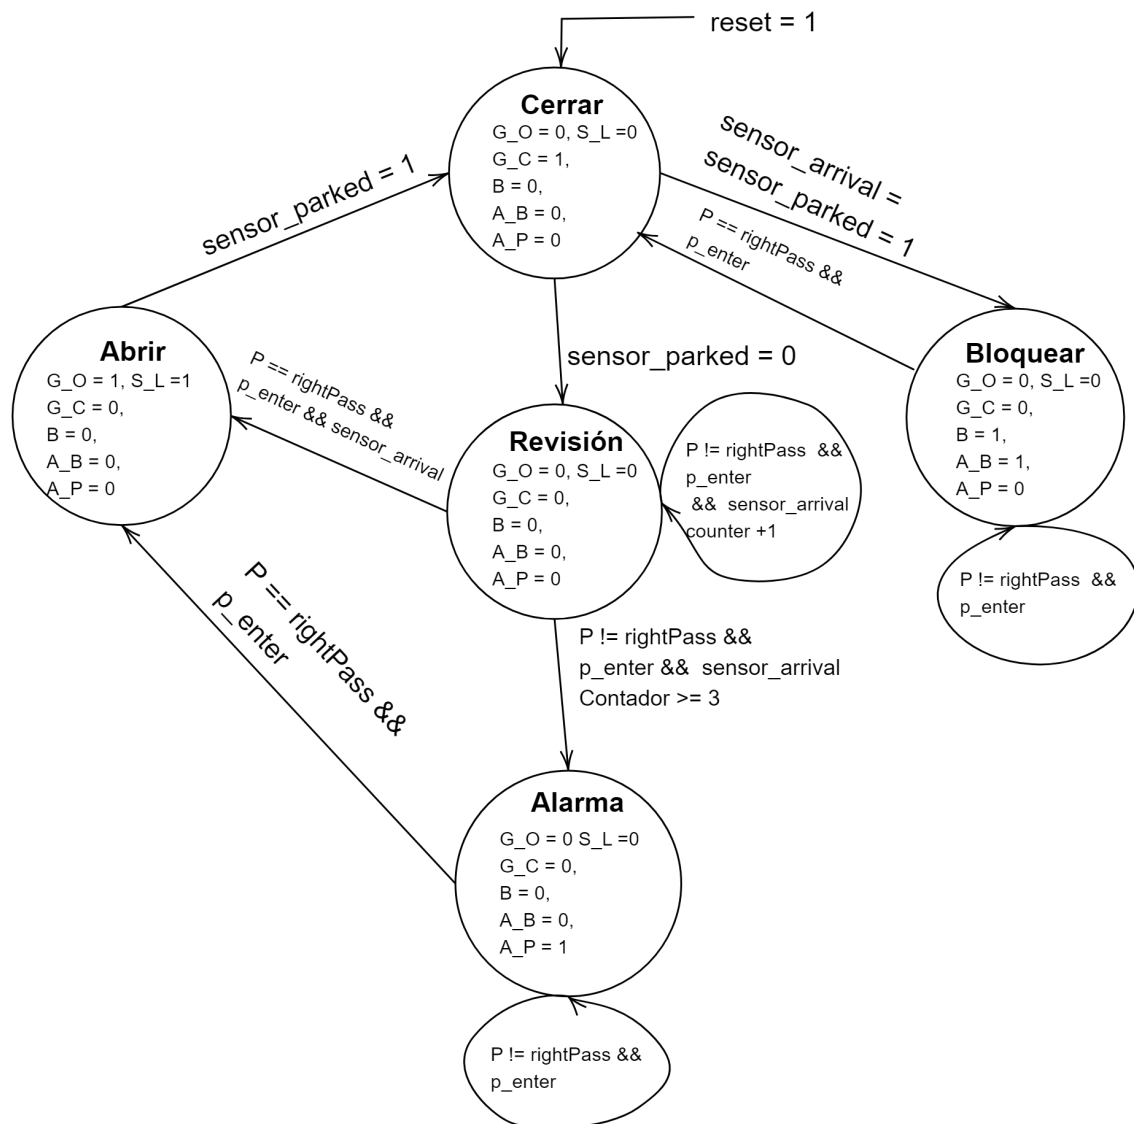 reset = 1
Cerrar
G_O = 0, S_L =0
G_C = 1,
B = 0,
A_B = 0,
A_P = 0
sensor_arrival =
sensor_parked = 1
P == rightPass &&
p_enter
sensor_parked = 1
sensor_parked = 0
Abrir
G_O = 1, S_L =1
G_C = 0,
B = 0,
A_B = 0,
A_P = 0
P == rightPass &&
p_enter && sensor_arrival
Revisión
G_O = 0, S_L =0
G_C = 0,
B = 0,
A_B = 0,
A_P = 0
P != rightPass &&
p_enter
&& sensor_arrival
counter +1
Bloquear
G_O = 0, S_L =0
G_C = 0,
B = 1,
A_B = 1,
A_P = 0
P != rightPass &&
p_enter
P == rightPass &&
p_enter
P != rightPass &&
p_enter && sensor_arrival
Contador >= 3
Alarma
G_O = 0 S_L =0
G_C = 0,
B = 0,
A_B = 0,
A_P = 1
P != rightPass &&
p_enter